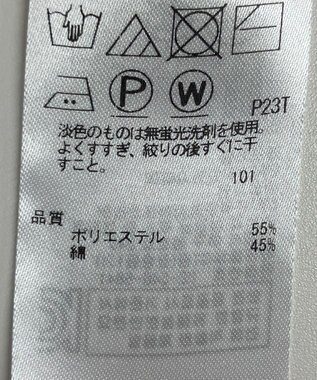 P W
P23T
淡色のものは無蛍光洗剤を使用。
よくすすぎ、絞りの後すぐに干
すこと。
101
品質
ポリエステル 55%
綿 45%